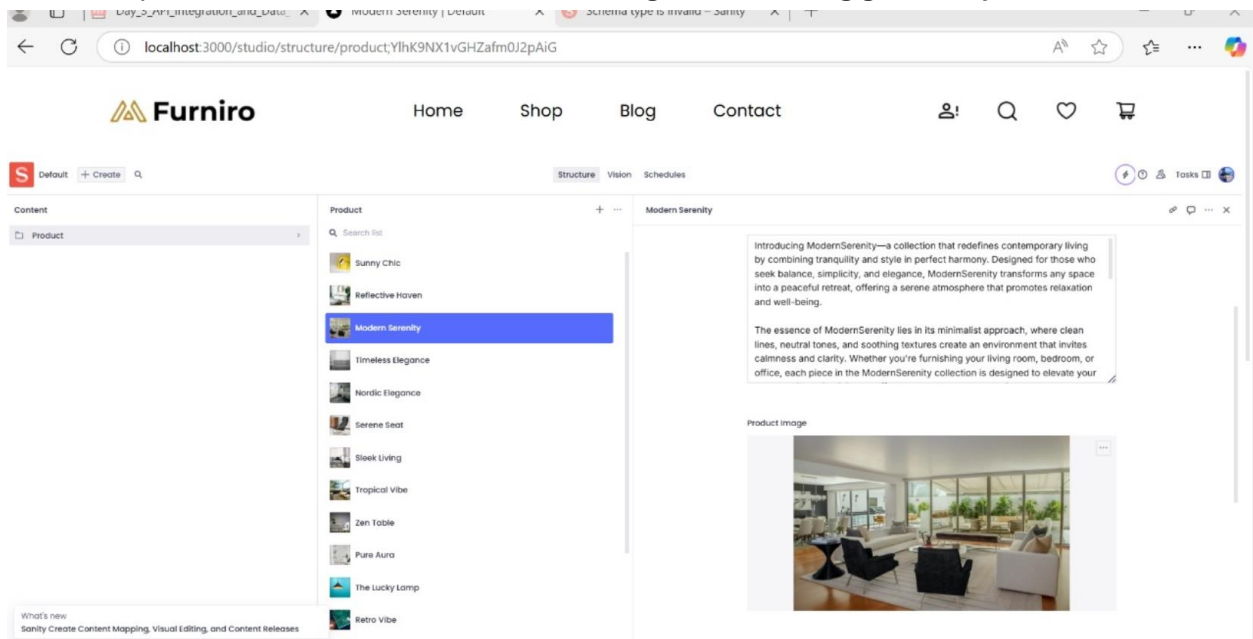 Day_3_API_Integration_and_Data_
Modern Serenity | Default
Schema type is invalid – Sanity
localhost:3000/studio/structure/product;YlhK9NX1vGHZafm0J2pAiG
Furniro
Home
Shop
Blog
Contact
S
Default
+ Create
Structure
Vision
Schedules
Tasks
Content
Product
Product
Search list
Sunny Chic
Reflective Haven
Modern Serenity
Timeless Elegance
Nordic Elegance
Serene Seat
Sleek Living
Tropical Vibe
Zen Table
Pure Aura
The Lucky Lamp
Retro Vibe
Modern Serenity
Introducing ModernSerenity—a collection that redefines contemporary living
by combining tranquility and style in perfect harmony. Designed for those who
seek balance, simplicity, and elegance, ModernSerenity transforms any space
into a peaceful retreat, offering a serene atmosphere that promotes relaxation
and well-being.
The essence of ModernSerenity lies in its minimalist approach, where clean
lines, neutral tones, and soothing textures create an environment that invites
calmness and clarity. Whether you're furnishing your living room, bedroom, or
office, each piece in the ModernSerenity collection is designed to elevate your
Product Image
What's new
Sanity Create Content Mapping, Visual Editing, and Content Releases